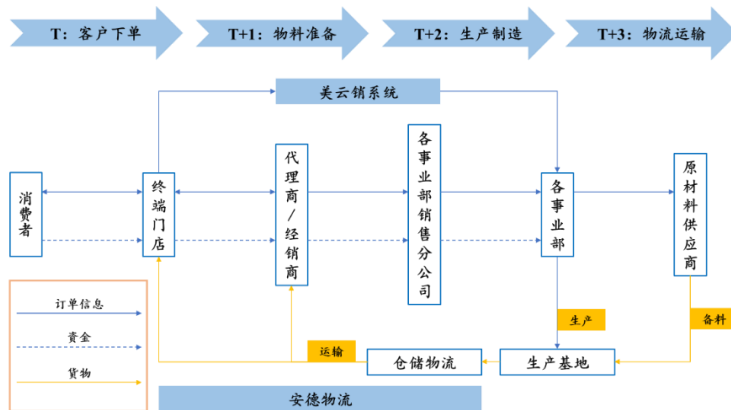 T: 客户下单
T+1: 物料准备
T+2: 生产制造
T+3: 物流运输
美云销系统
消费者
终端门店
代理商/经销商
各事业部销售分公司
各事业部
原材料供应商
订单信息
资金
货物
生产
备料
运输
仓储物流
生产基地
安德物流